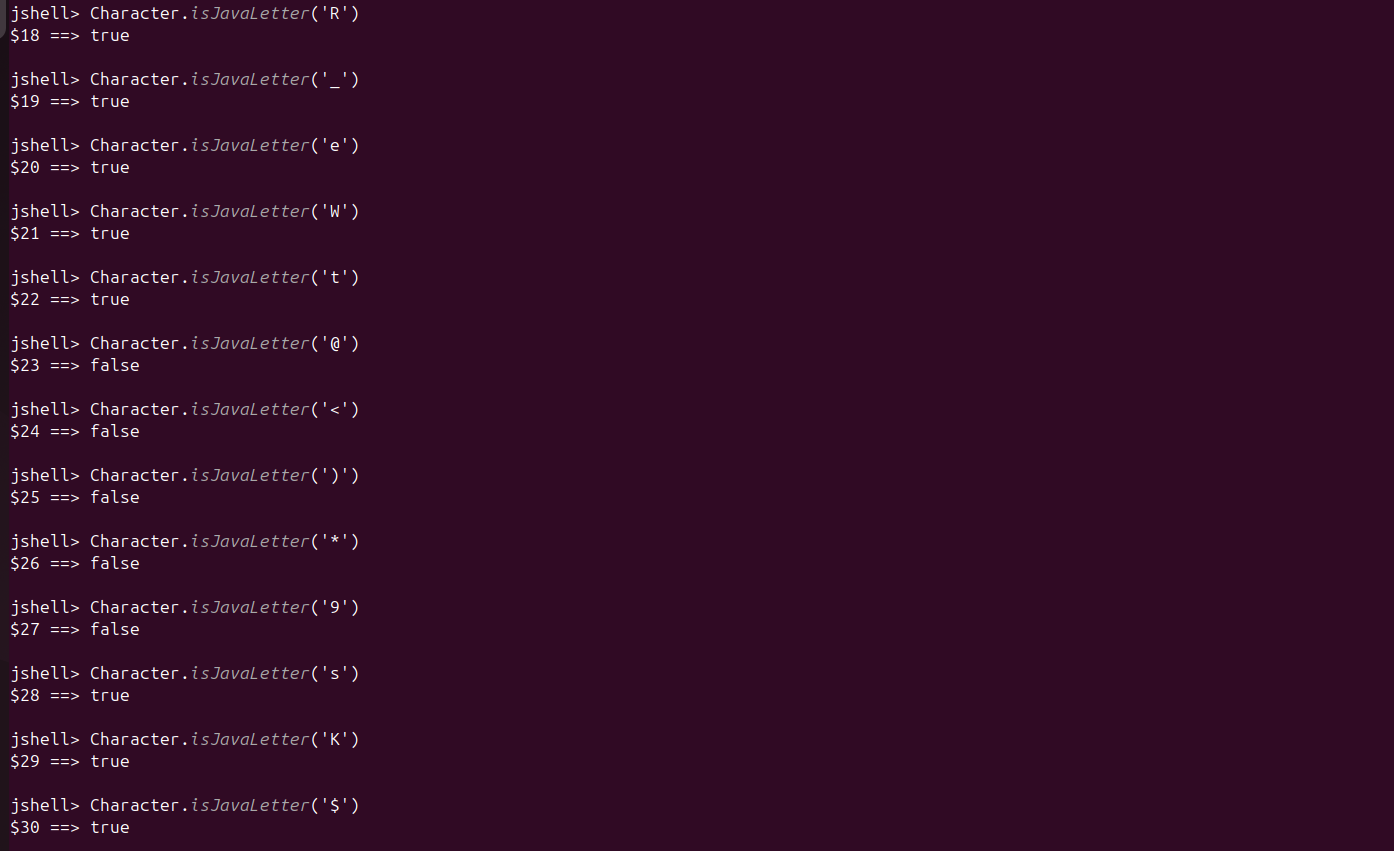 jshell> Character.isJavaLetter('R')
$18 ==> true
jshell> Character.isJavaLetter('_')
$19 ==> true
jshell> Character.isJavaLetter('e')
$20 ==> true
jshell> Character.isJavaLetter('W')
$21 ==> true
jshell> Character.isJavaLetter('t')
$22 ==> true
jshell> Character.isJavaLetter('@')
$23 ==> false
jshell> Character.isJavaLetter('<')
$24 ==> false
jshell> Character.isJavaLetter(')')
$25 ==> false
jshell> Character.isJavaLetter('*')
$26 ==> false
jshell> Character.isJavaLetter('9')
$27 ==> false
jshell> Character.isJavaLetter('s')
$28 ==> true
jshell> Character.isJavaLetter('K')
$29 ==> true
jshell> Character.isJavaLetter('$')
$30 ==> true